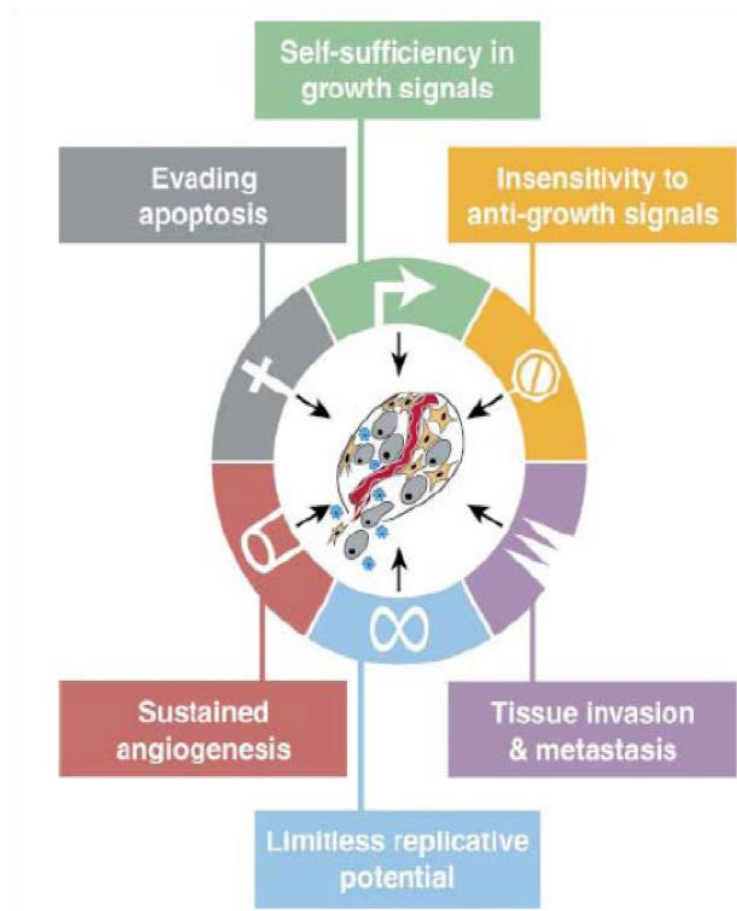 Self-sufficiency in
growth signals
Evading
apoptosis
Insensitivity to
anti-growth signals
Sustained
angiogenesis
Tissue invasion
& metastasis
Limitless replicative
potential